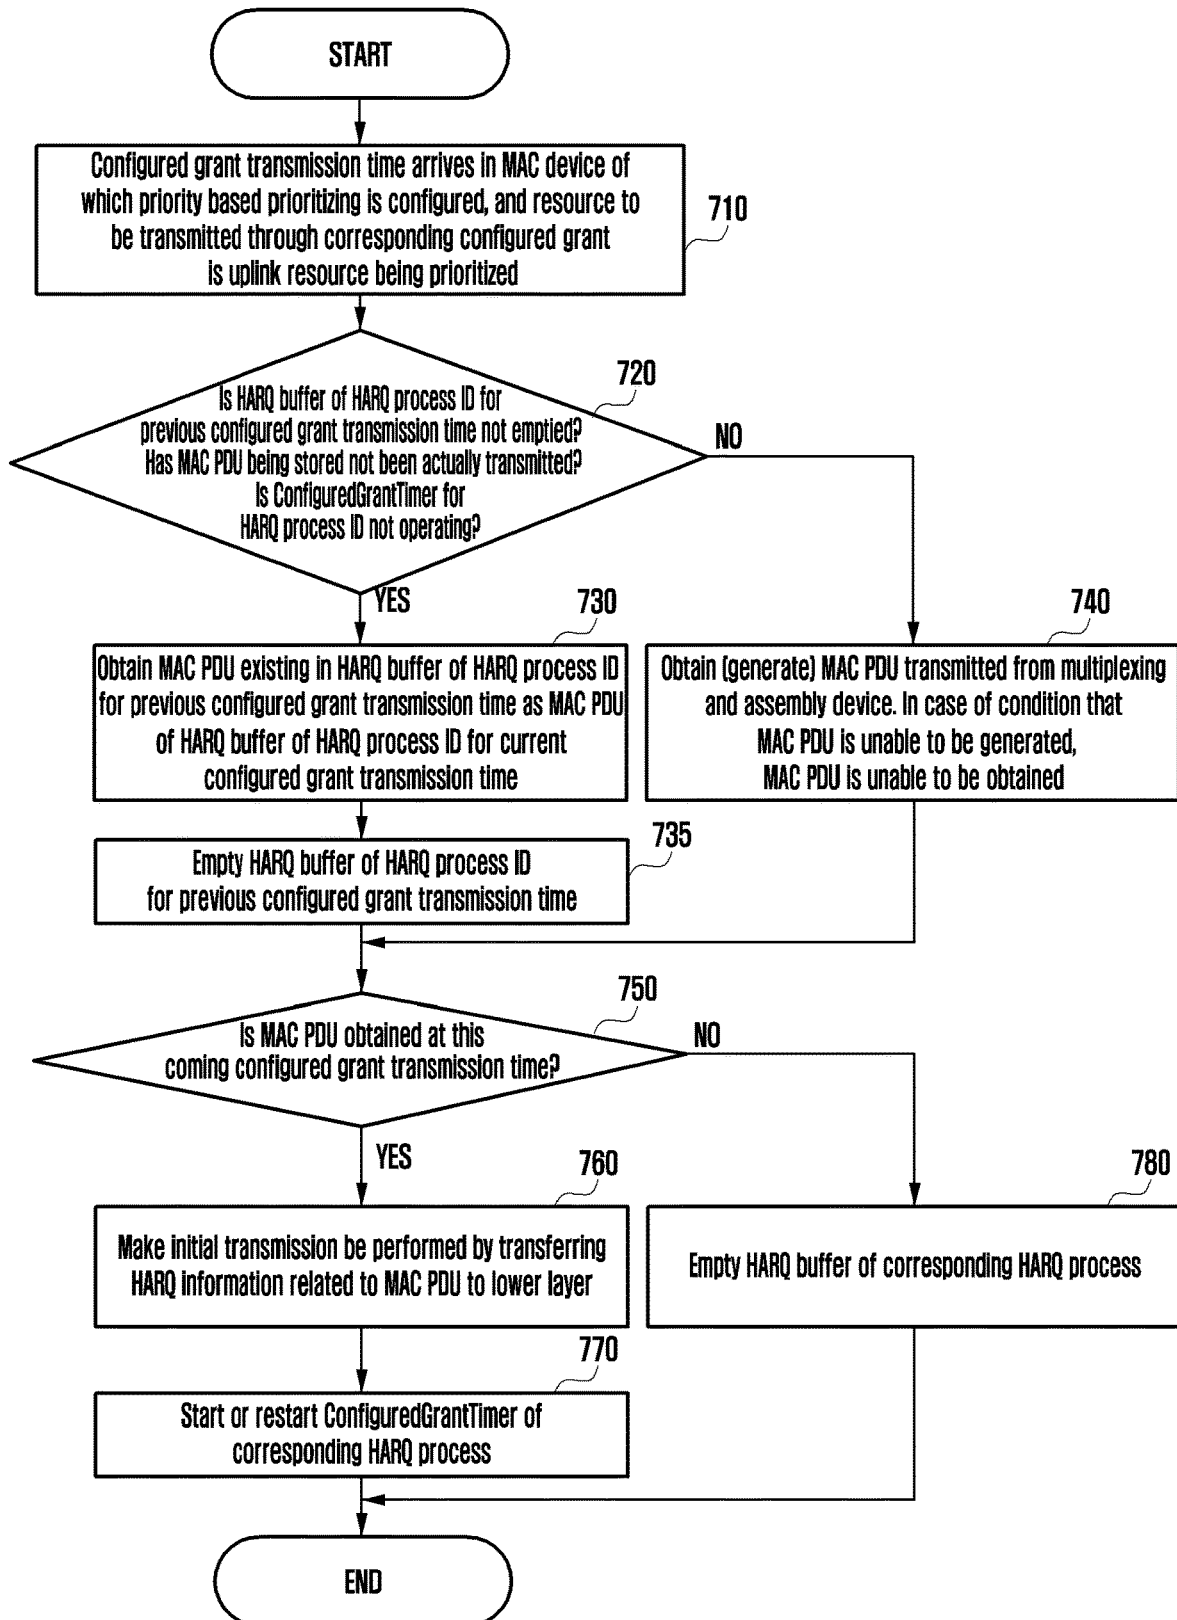 START
Configured grant transmission time arrives in MAC device of
which priority based prioritizing is configured, and resource to
be transmitted through corresponding configured grant
is uplink resource being prioritized
710
720
Is HARQ buffer of HARQ process ID for
previous configured grant transmission time not emptied?
Has MAC PDU being stored not been actually transmitted?
Is ConfiguredGrantTimer for
HARQ process ID not operating?
NO
YES
730
Obtain MAC PDU existing in HARQ buffer of HARQ process ID
for previous configured grant transmission time as MAC PDU
of HARQ buffer of HARQ process ID for current
configured grant transmission time
740
Obtain (generate) MAC PDU transmitted from multiplexing
and assembly device. In case of condition that
MAC PDU is unable to be generated,
MAC PDU is unable to be obtained
735
Empty HARQ buffer of HARQ process ID
for previous configured grant transmission time
750
Is MAC PDU obtained at this
coming configured grant transmission time?
NO
YES
760
Make initial transmission be performed by transferring
HARQ information related to MAC PDU to lower layer
780
Empty HARQ buffer of corresponding HARQ process
770
Start or restart ConfiguredGrantTimer of
corresponding HARQ process
END